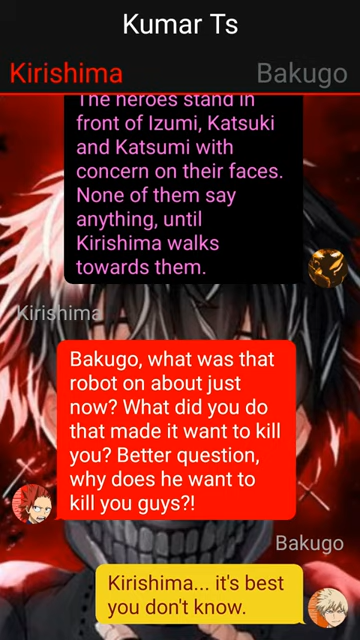 Kumar Ts
Kirishima
Bakugo
The heroes stand in
front of Izumi, Katsuki
and Katsumi with
concern on their faces.
None of them say
anything, until
Kirishima walks
towards them.
Kirishima
Bakugo, what was that
robot on about just
now? What did you do
that made it want to kill
you? Better question,
why does he want to
kill you guys?!
Bakugo
Kirishima... it's best
you don't know.